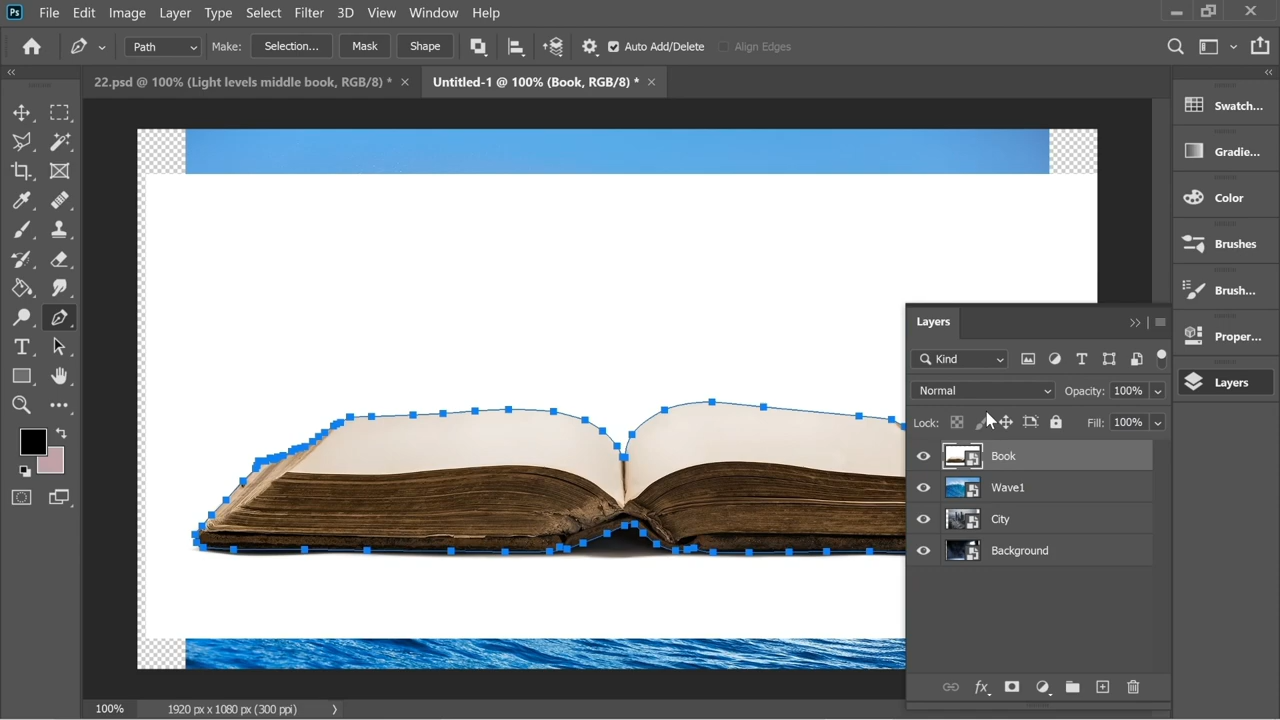 Ps File Edit Image Layer Type Select Filter 3D View Window Help
Path Make: Selection... Mask Shape Auto Add/Delete Align Edges
22.psd @ 100% (Light levels middle book, RGB/8) * × Untitled-1 @ 100% (Book, RGB/8) * ×
Swatch...
Gradie...
Color
Brushes
Brush...
Proper...
Layers
Layers
Kind
Normal Opacity: 100%
Lock: Fill: 100%
Book
Wave1
City
Background
T
fx
100% 1920 px x 1080 px (300 ppi)